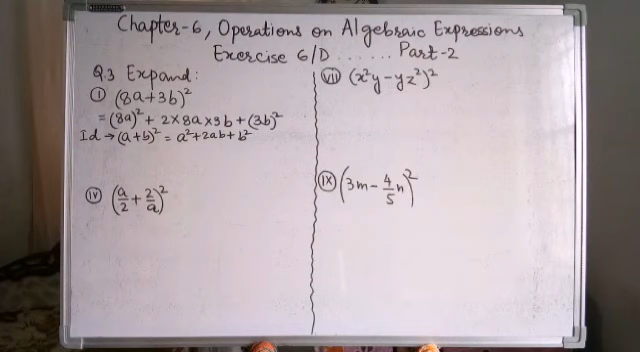 Chapter-6, Operations on Algebraic Expressions
Exercise 6/D ...... Part-2
Q.3 Expand:
(i) (8a+3b)²
= (8a)² + 2×8a×3b + (3b)²
Id → (a+b)² = a²+2ab+b²
(iv) (a/2 + 2/a)²
(vii) (x²y - yz²)²
(ix) (3m - 4/5 n)²